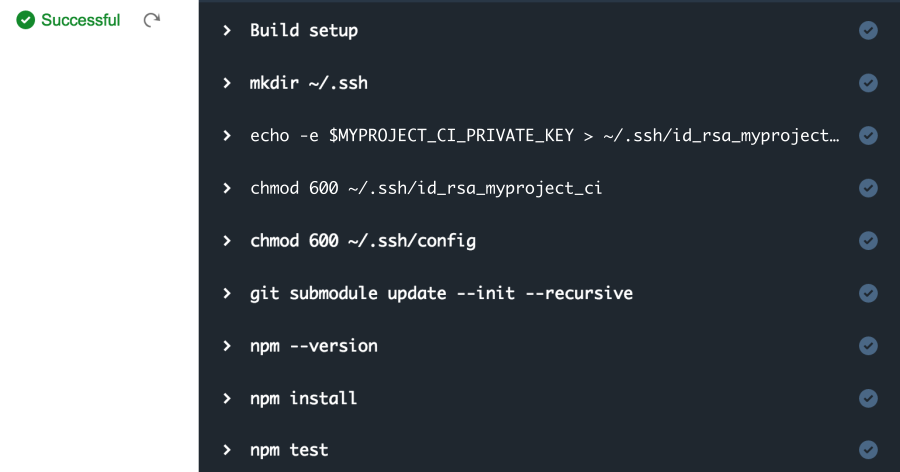 Successful
Build setup
mkdir ~/.ssh
echo -e $MYPROJECT_CI_PRIVATE_KEY > ~/.ssh/id_rsa_myproject…
chmod 600 ~/.ssh/id_rsa_myproject_ci
chmod 600 ~/.ssh/config
git submodule update --init --recursive
npm --version
npm install
npm test